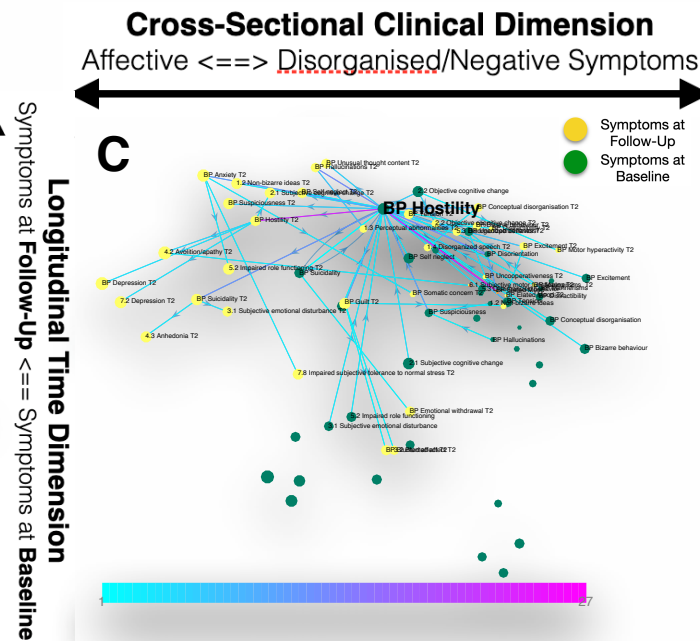 Cross-Sectional Clinical Dimension
Affective <==> Disorganised/Negative Symptoms
Longitudinal Time Dimension
Symptoms at Follow-Up <== Symptoms at Baseline
C
Symptoms at
Follow-Up
Symptoms at
Baseline
BP Unusual thought content T2
BP Hallucinations T2
BP Anxiety T2
1.2 Non-bizarre ideas T2
2.2 Objective cognitive change
BP Suspiciousness T2
BP Hostility
BP Conceptual disorganisation T2
BP Hostility T2
2.2 Objective cognitive change T2
1.3 Perceptual abnormalities T2
1.4 Disorganized speech T2
BP Excitement T2
BP Motor hyperactivity T2
4.2 Avolition/apathy T2
BP Self neglect
BP Disorientation
5.2 Impaired role functioning T2
BP Suicidality
BP Uncooperativeness T2
BP Excitement
BP Depression T2
BP Somatic concern T2
7.2 Depression T2
BP Suicidality T2
BP Guilt T2
3.1 Subjective emotional disturbance T2
BP Suspiciousness
BP Conceptual disorganisation
4.3 Anhedonia T2
BP Hallucinations
BP Bizarre behaviour
2.1 Subjective cognitive change
7.8 Impaired subjective tolerance to normal stress T2
BP Emotional withdrawal T2
5.2 Impaired role functioning
3.1 Subjective emotional disturbance
1
27